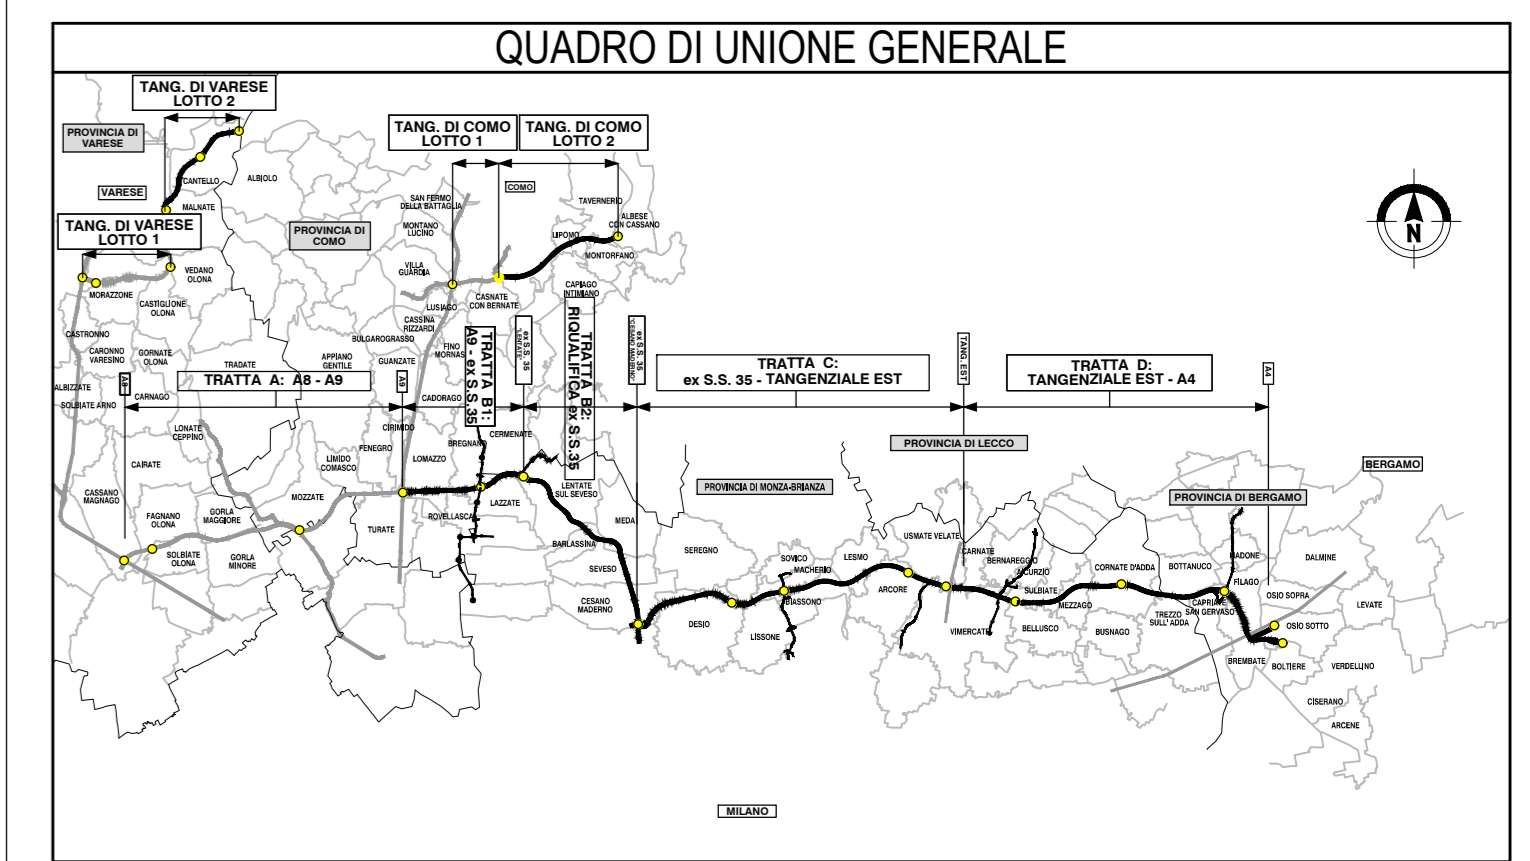 QUADRO DI UNIONE GENERALE
TANG. DI VARESE
LOTTO 2
PROVINCIA DI
VARESE
CANTELLO
ALBIOLO
VARESE
MALNATE
TANG. DI VARESE
LOTTO 1
VEDANO
OLONA
MORAZZONE
CASTIGLIONE
OLONA
PROVINCIA DI
COMO
TANG. DI COMO
LOTTO 1
TANG. DI COMO
LOTTO 2
COMO
SAN FERMO
DELLA BATTAGLIA
MONTANO
LUCINO
VILLA
GUARDIA
TAVERNERIO
ALBESE
CON CASSANO
LIPOMO
MONTORFANO
CAPIAGO
INTIMIANO
CASNATE
CON BERNATE
LUSIAGO
CASSINA
RIZZARDI
BULGAROGRASSO
FINO
MORNAS
N
CASTRONNO
CARONNO
VARESINO
GORNATE
OLONA
TRADATE
APPIANO
GENTILE
GUANZATE
ALBIZZATE
SOLBIATE ARNO
CARNAGO
A8
TRATTA A: A8 - A9
A9
CADORAGO
TRATTA B1:
A9 - ex S.S.35
ex S.S. 35
"LENTATE"
TRATTA B2:
RIQUALIFICA ex S.S.35
ex S.S. 35
"CESANO MADERNO"
TRATTA C:
ex S.S. 35 - TANGENZIALE EST
TANG. EST
TRATTA D:
TANGENZIALE EST - A4
A4
LONATE
CEPPINO
CIRIMIDO
FENEGRO
BREGNANO
CERMENATE
LOMAZZO
LIMIDO
COMASCO
CAIRATE
CASSANO
MAGNAGO
MOZZATE
FAGNANO
OLONA
GORLA
MAGGIORE
TURATE
ROVELLASCA
LAZZATE
LENTATE
SUL SEVESO
SOLBIATE
OLONA
GORLA
MINORE
MEDA
BARLASSINA
SEVESO
CESANO
MADERNO
PROVINCIA DI MONZA-BRIANZA
PROVINCIA DI LECCO
PROVINCIA DI BERGAMO
BERGAMO
SEREGNO
SOVICO
MACHERIO
LESMO
USMATE VELATE
CARNATE
BERNAREGGIO
AICURZIO
SULBIATE
CORNATE D'ADDA
BOTTANUCO
MADONE
FILAGO
DALMINE
OSIO SOPRA
LEVATE
DESIO
BIASSONO
LISSONE
ARCORE
VIMERCATE
MEZZAGO
BELLUSCO
BUSNAGO
TREZZO
SULL'ADDA
CAPRIATE
SAN GERVASO
OSIO SOTTO
BREMBATE
BOLTIERE
VERDELLINO
CISERANO
ARCENE
MILANO